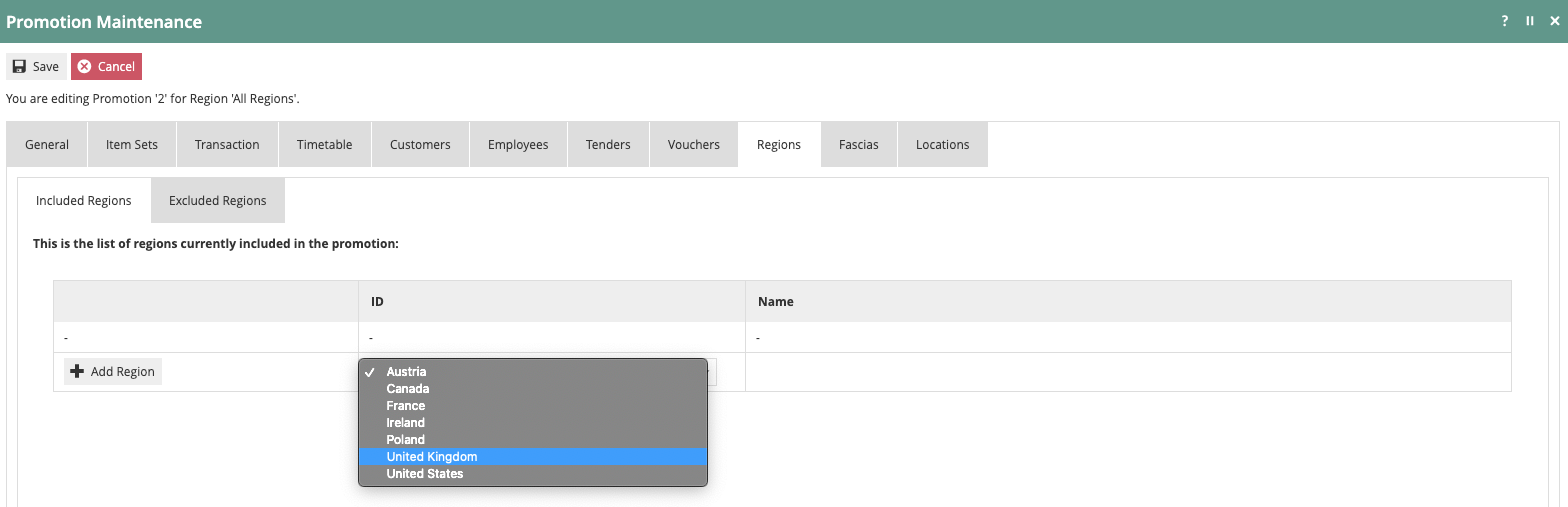 Promotion Maintenance ? II ×
Save Cancel
You are editing Promotion '2' for Region 'All Regions'.
General Item Sets Transaction Timetable Customers Employees Tenders Vouchers Regions Fascias Locations
Included Regions Excluded Regions
This is the list of regions currently included in the promotion:
ID Name
- - -
Add Region
Austria
Canada
France
Ireland
Poland
United Kingdom
United States